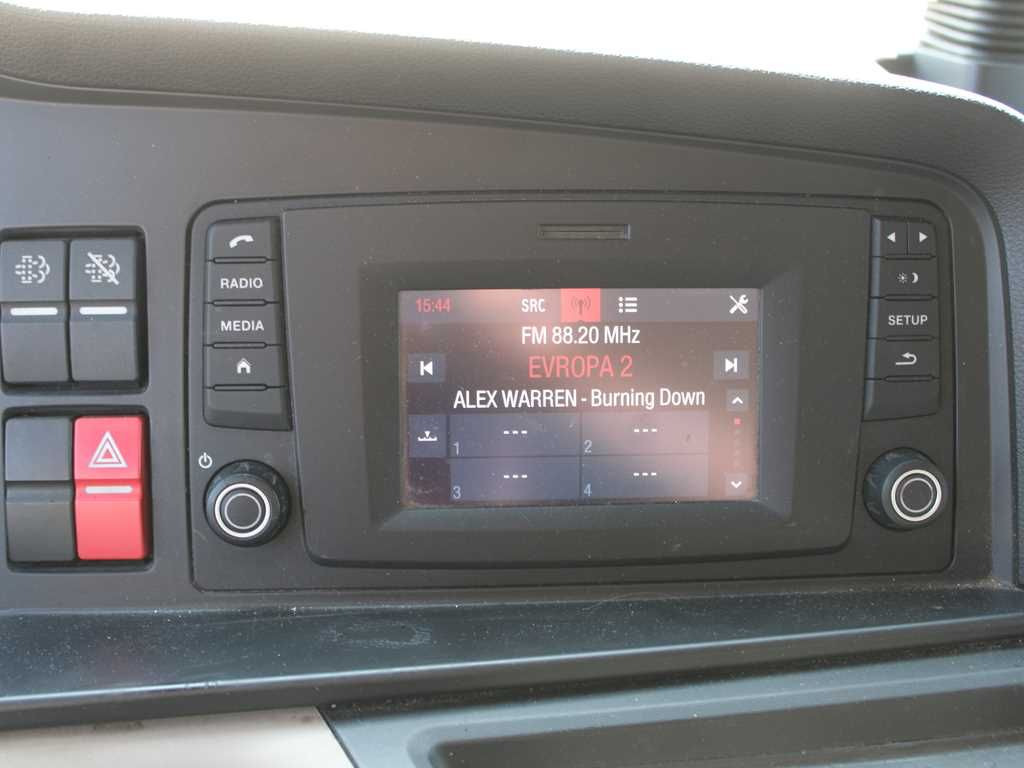 RADIO
MEDIA
SETUP
15:44 SRC
FM 88.20 MHz
EVROPA 2
ALEX WARREN - Burning Down
1 --- 2 ---
3 --- 4 ---